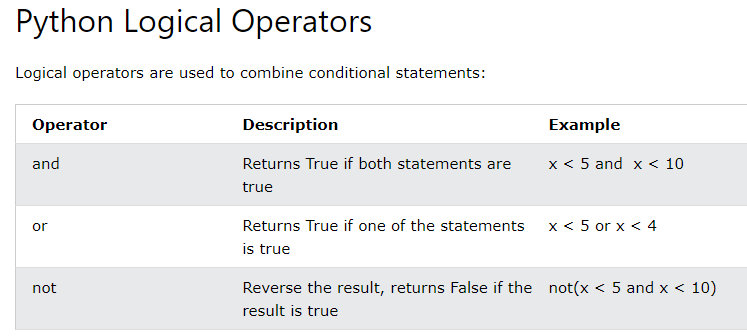 Python Logical Operators
Logical operators are used to combine conditional statements:
Operator Description Example
and Returns True if both statements are x < 5 and  x < 10
true
or Returns True if one of the statements x < 5 or x < 4
is true
not Reverse the result, returns False if the not(x < 5 and x < 10)
result is true